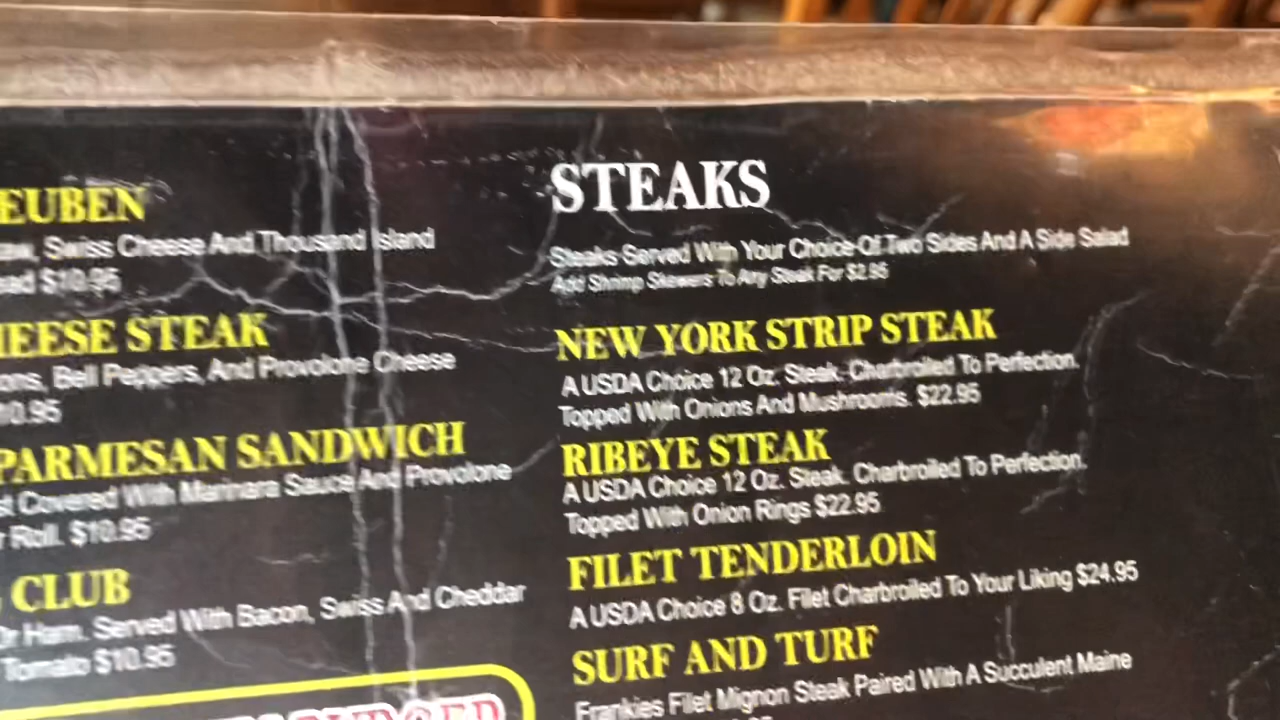 EUBEN
Swiss Cheese And Thousand Island
$10.95
STEAK
Bell Peppers, And Provolone Cheese
PARMESAN SANDWICH
Covered With Marinara Sauce And Provolone
Roll. $10.95
CLUB
Or Ham. Served With Bacon, Swiss And Cheddar
Tomato $10.95
STEAKS
Steaks Served With Your Choice Of Two Sides And A Side Salad
Add Shrimp Skewers To Any Steak For $2.95
NEW YORK STRIP STEAK
A USDA Choice 12 Oz. Steak. Charbroiled To Perfection.
Topped With Onions And Mushrooms. $22.95
RIBEYE STEAK
A USDA Choice 12 Oz. Steak. Charbroiled To Perfection.
Topped With Onion Rings $22.95
FILET TENDERLOIN
A USDA Choice 8 Oz. Filet Charbroiled To Your Liking $24.95
SURF AND TURF
Frankies Filet Mignon Steak Paired With A Succulent Maine